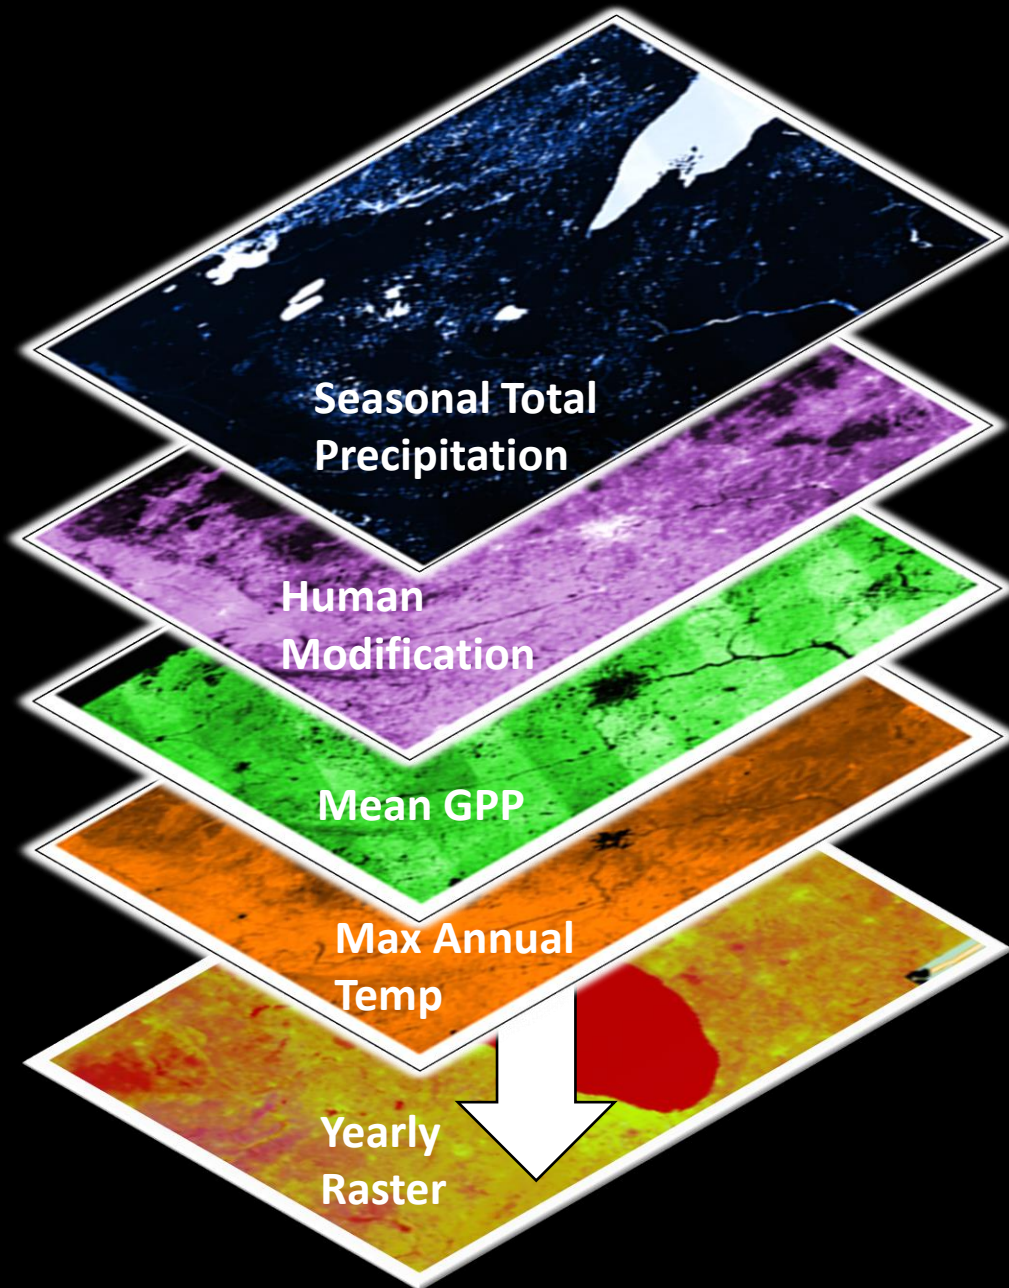 Seasonal Total
Precipitation
Human
Modification
Mean GPP
Max Annual
Temp
Yearly
Raster